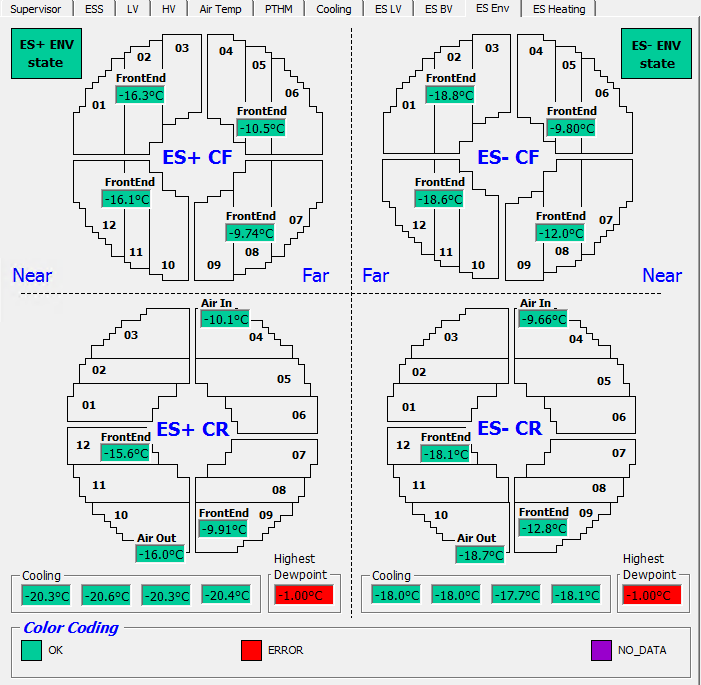 Supervisor ESS LV HV Air Temp PTHM Cooling ES LV ES BV ES Env ES Heating
ES+ ENV
state
ES- ENV
state
03
04
02
05
FrontEnd
-16.3°C
01
06
FrontEnd
-10.5°C
ES+ CF
FrontEnd
-16.1°C
FrontEnd
-9.74°C
07
12
11
10
09
08
Near
Far
03
04
02
05
FrontEnd
-18.8°C
01
06
FrontEnd
-9.80°C
ES- CF
FrontEnd
-18.6°C
FrontEnd
-12.0°C
07
12
11
10
09
08
Far
Near
Air In
-10.1°C
03
04
02
05
01
06
ES+ CR
12
FrontEnd
-15.6°C
07
11
08
10
FrontEnd
-9.91°C
09
Air Out
-16.0°C
Air In
-9.66°C
03
04
02
05
01
06
ES- CR
12
FrontEnd
-18.1°C
07
11
08
10
FrontEnd
-12.8°C
09
Air Out
-18.7°C
Cooling
-20.3°C -20.6°C -20.3°C -20.4°C
Highest
Dewpoint
-1.00°C
Cooling
-18.0°C -18.0°C -17.7°C -18.1°C
Highest
Dewpoint
-1.00°C
Color Coding
OK ERROR NO_DATA